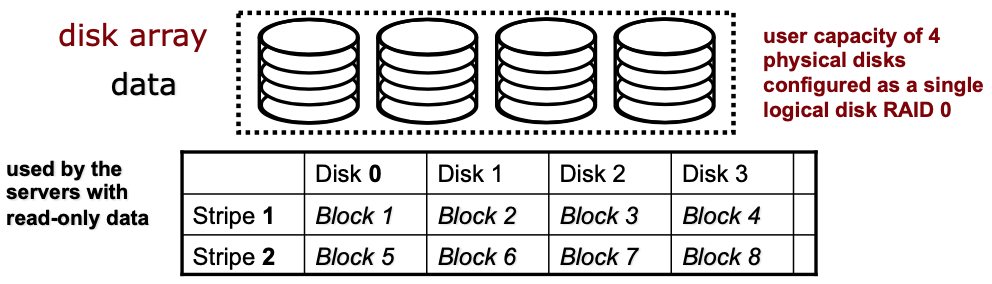 disk array
data
user capacity of 4
physical disks
configured as a single
logical disk RAID 0
used by the
servers with
read-only data
Disk 0 Disk 1 Disk 2 Disk 3
Stripe 1 Block 1 Block 2 Block 3 Block 4
Stripe 2 Block 5 Block 6 Block 7 Block 8